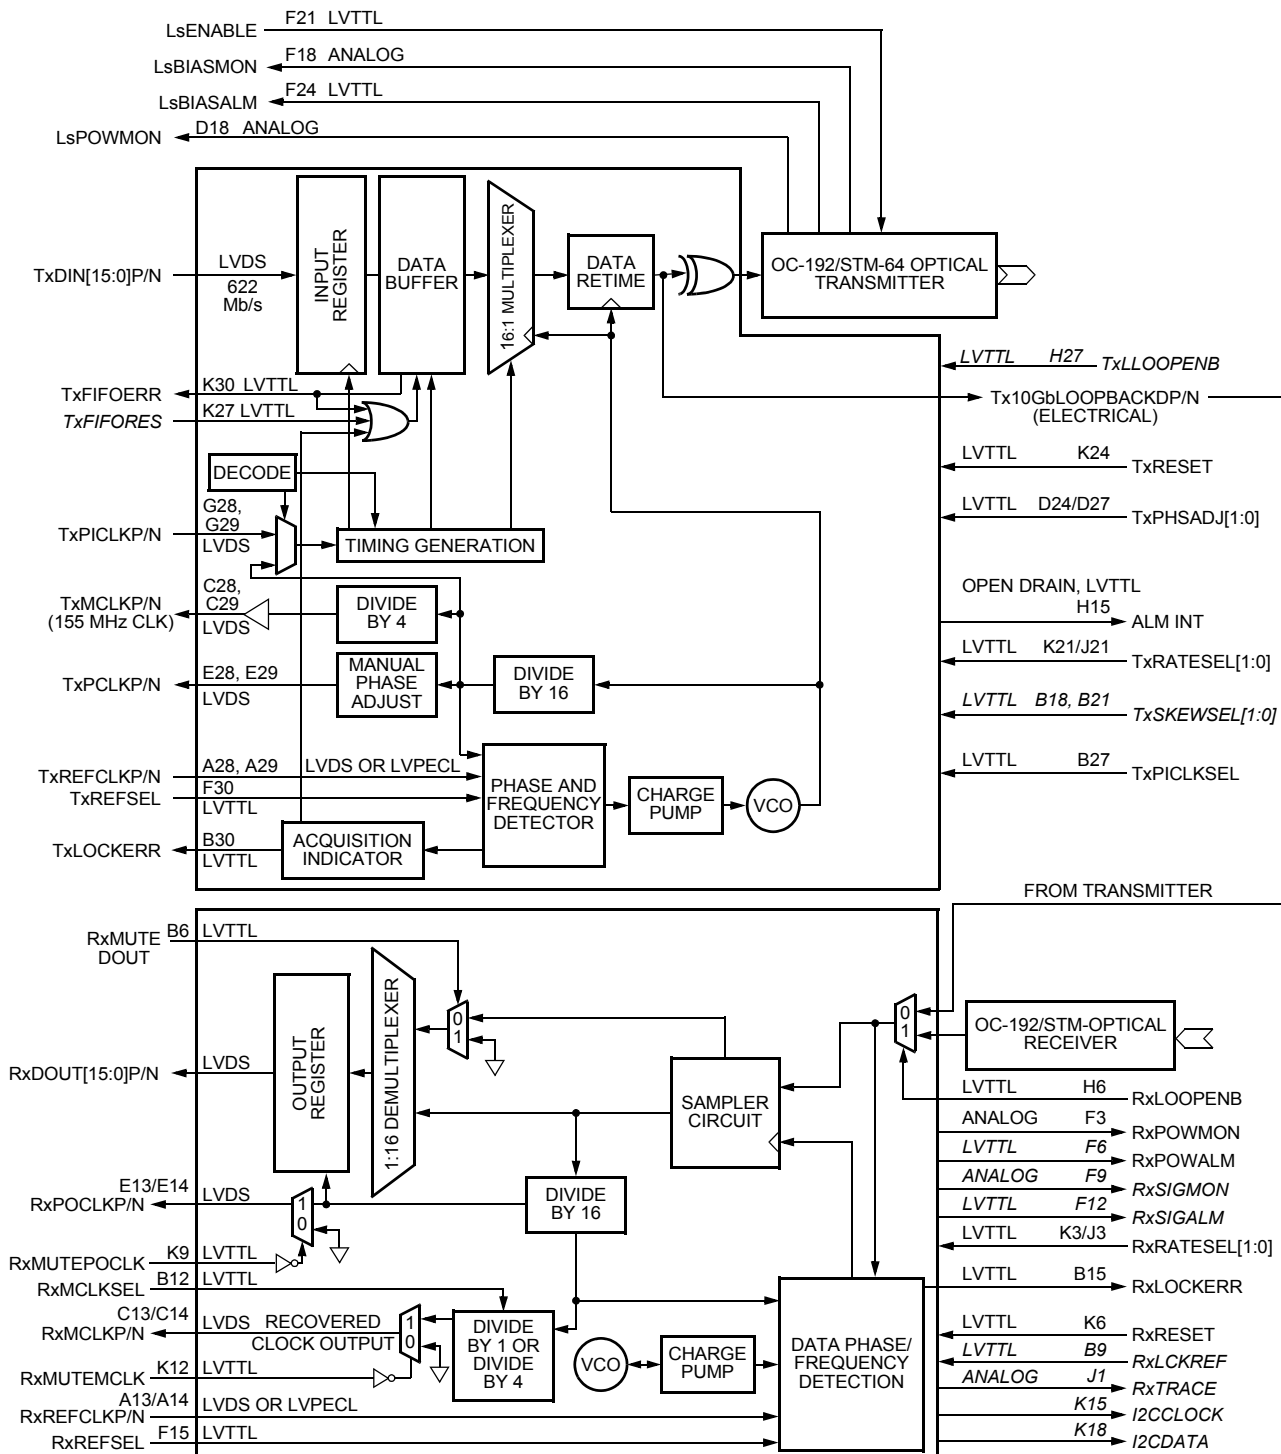 F21 LVTTL
LsENABLE
F18 ANALOG
LsBIASMON
F24 LVTTL
LsBIASALM
D18 ANALOG
LsPOWMON
TxDIN[15:0]P/N
LVDS
622
Mb/s
INPUT
REGISTER
DATA
BUFFER
16:1 MULTIPLEXER
DATA
RETIME
OC-192/STM-64 OPTICAL
TRANSMITTER
LVTTL H27 TxLLOOPENB
TxFIFOERR K30 LVTTL
Tx10GbLOOPBACKDP/N
(ELECTRICAL)
TxFIFORES K27 LVTTL
LVTTL K24 TxRESET
DECODE
G28,
G29
LVDS
TxPICLKP/N
TIMING GENERATION
LVTTL D24/D27 TxPHSADJ[1:0]
C28,
C29
LVDS
TxMCLKP/N
(155 MHz CLK)
DIVIDE
BY 4
OPEN DRAIN, LVTTL
H15 ALM INT
LVTTL K21/J21 TxRATESEL[1:0]
TxPCLKP/N E28, E29
LVDS
MANUAL
PHASE
ADJUST
DIVIDE
BY 16
LVTTL B18, B21 TxSKEWSEL[1:0]
TxREFCLKP/N A28, A29 LVDS OR LVPECL
LVTTL B27 TxPICLKSEL
TxREFSEL F30
LVTTL
PHASE AND
FREQUENCY
DETECTOR
CHARGE
PUMP
VCO
TxLOCKERR B30
LVTTL
ACQUISITION
INDICATOR
FROM TRANSMITTER
RxMUTE
DOUT
B6 LVTTL
OUTPUT
REGISTER
1:16 DEMULTIPLEXER
0
1
0
1
OC-192/STM-OPTICAL
RECEIVER
RxDOUT[15:0]P/N LVDS
SAMPLER
CIRCUIT
LVTTL H6 RxLOOPENB
ANALOG F3 RxPOWMON
LVTTL F6 RxPOWALM
ANALOG F9 RxSIGMON
LVTTL F12 RxSIGALM
LVTTL K3/J3 RxRATESEL[1:0]
E13/E14
RxPOCLKP/N LVDS
1
0
DIVIDE
BY 16
RxMUTEPOCLK K9 LVTTL
RxMCLKSEL B12 LVTTL
LVTTL B15 RxLOCKERR
C13/C14
RxMCLKP/N LVDS
RECOVERED
CLOCK OUTPUT
1
0
DIVIDE
BY 1 OR
DIVIDE
BY 4
VCO
CHARGE
PUMP
DATA PHASE/
FREQUENCY
DETECTION
LVTTL K6 RxRESET
LVTTL B9 RxLCKREF
ANALOG J1 RxTRACE
K15 I2CCLOCK
K18 I2CDATA
RxMUTEMCLK K12 LVTTL
A13/A14
RxREFCLKP/N LVDS OR LVPECL
RxREFSEL F15 LVTTL